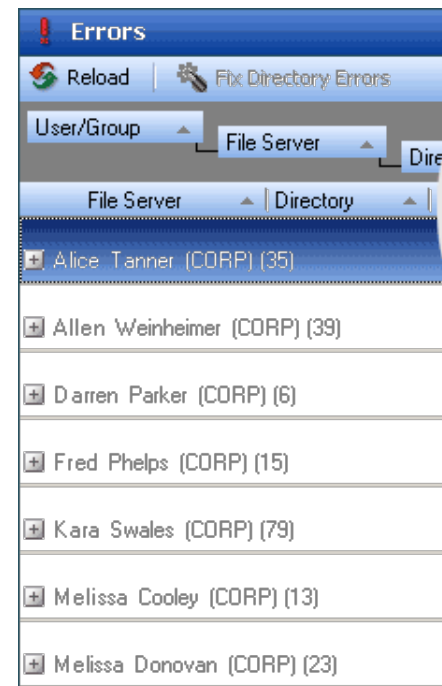 Errors
Reload Fix Directory Errors
User/Group
File Server
Dire
File Server Directory
Alice Tanner (CORP) (35)
Allen Weinheimer (CORP) (39)
Darren Parker (CORP) (6)
Fred Phelps (CORP) (15)
Kara Swales (CORP) (79)
Melissa Cooley (CORP) (13)
Melissa Donovan (CORP) (23)